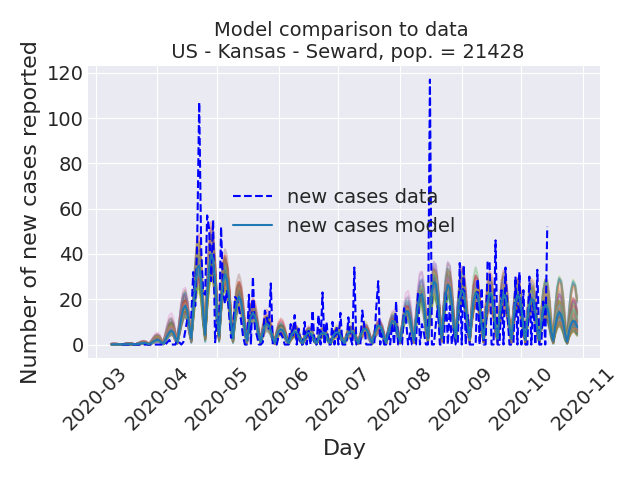 Model comparison to data
US - Kansas - Seward, pop. = 21428
Number of new cases reported
120
100
80
60
40
20
0
new cases data
new cases model
2020-03
2020-04
2020-05
2020-06
2020-07
2020-08
2020-09
2020-10
2020-11
Day